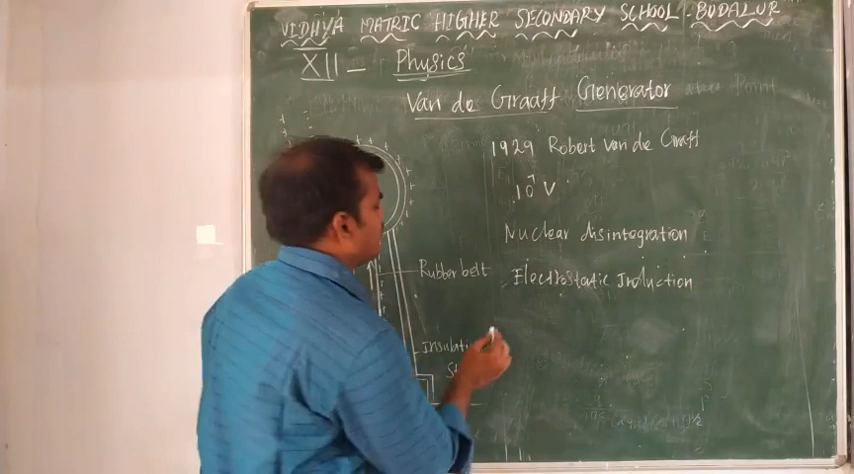 VIDHYA MATRIC HIGHER SECONDARY SCHOOL - BUDALUR
XII - Physics
Van de Graaff Generator
1929 Robert Van de Graff
10⁷ V
Nuclear disintegration
Rubber belt
Electrostatic Induction